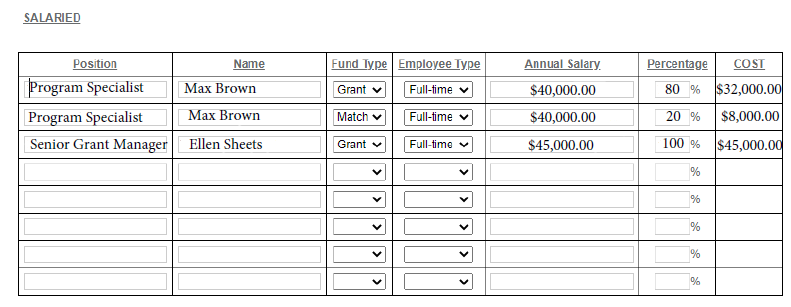 SALARIED
Position Name Fund Type Employee Type Annual Salary Percentage COST
Program Specialist Max Brown Grant Full-time $40,000.00 80 % $32,000.00
Program Specialist Max Brown Match Full-time $40,000.00 20 % $8,000.00
Senior Grant Manager Ellen Sheets Grant Full-time $45,000.00 100 % $45,000.00
%
%
%
%
%